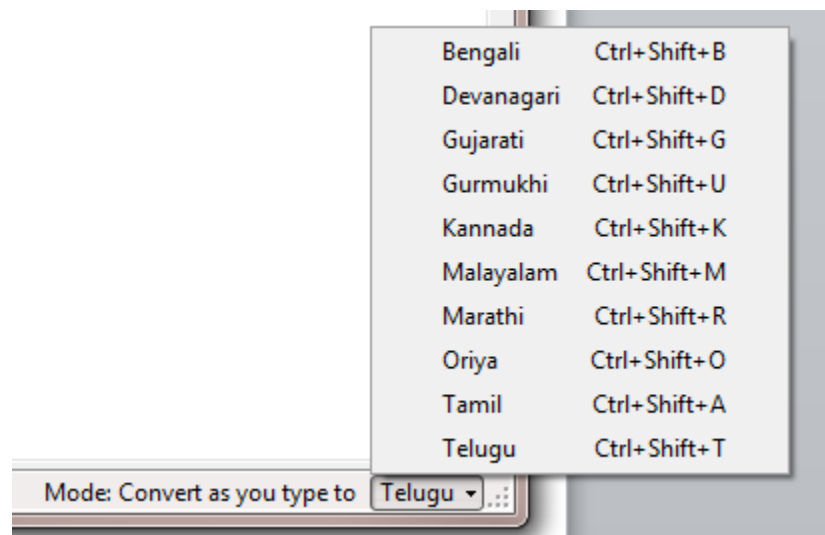 Bengali Ctrl+Shift+B
Devanagari Ctrl+Shift+D
Gujarati Ctrl+Shift+G
Gurmukhi Ctrl+Shift+U
Kannada Ctrl+Shift+K
Malayalam Ctrl+Shift+M
Marathi Ctrl+Shift+R
Oriya Ctrl+Shift+O
Tamil Ctrl+Shift+A
Telugu Ctrl+Shift+T
Mode: Convert as you type to Telugu